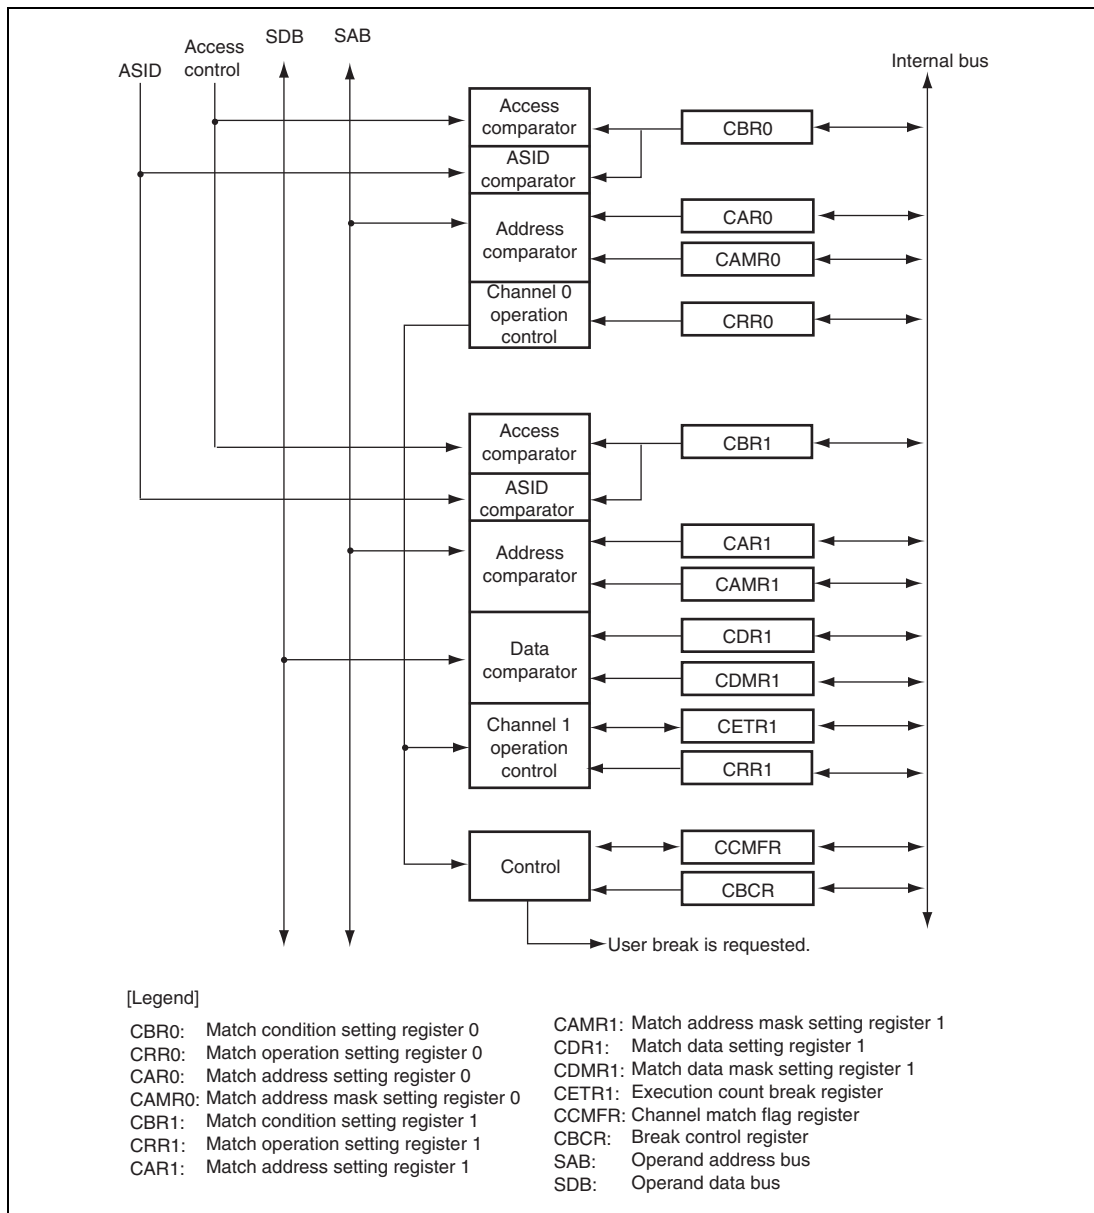 SDB
SAB
Access
control
ASID
Internal bus
Access
comparator
CBR0
ASID
comparator
CAR0
Address
comparator
CAMR0
Channel 0
operation
control
CRR0
Access
comparator
CBR1
ASID
comparator
Address
comparator
CAR1
CAMR1
Data
comparator
CDR1
CDMR1
Channel 1
operation
control
CETR1
CRR1
Control
CCMFR
CBCR
User break is requested.
[Legend]
CBR0: Match condition setting register 0
CRR0: Match operation setting register 0
CAR0: Match address setting register 0
CAMR0: Match address mask setting register 0
CBR1: Match condition setting register 1
CRR1: Match operation setting register 1
CAR1: Match address setting register 1
CAMR1: Match address mask setting register 1
CDR1: Match data setting register 1
CDMR1: Match data mask setting register 1
CETR1: Execution count break register
CCMFR: Channel match flag register
CBCR: Break control register
SAB: Operand address bus
SDB: Operand data bus